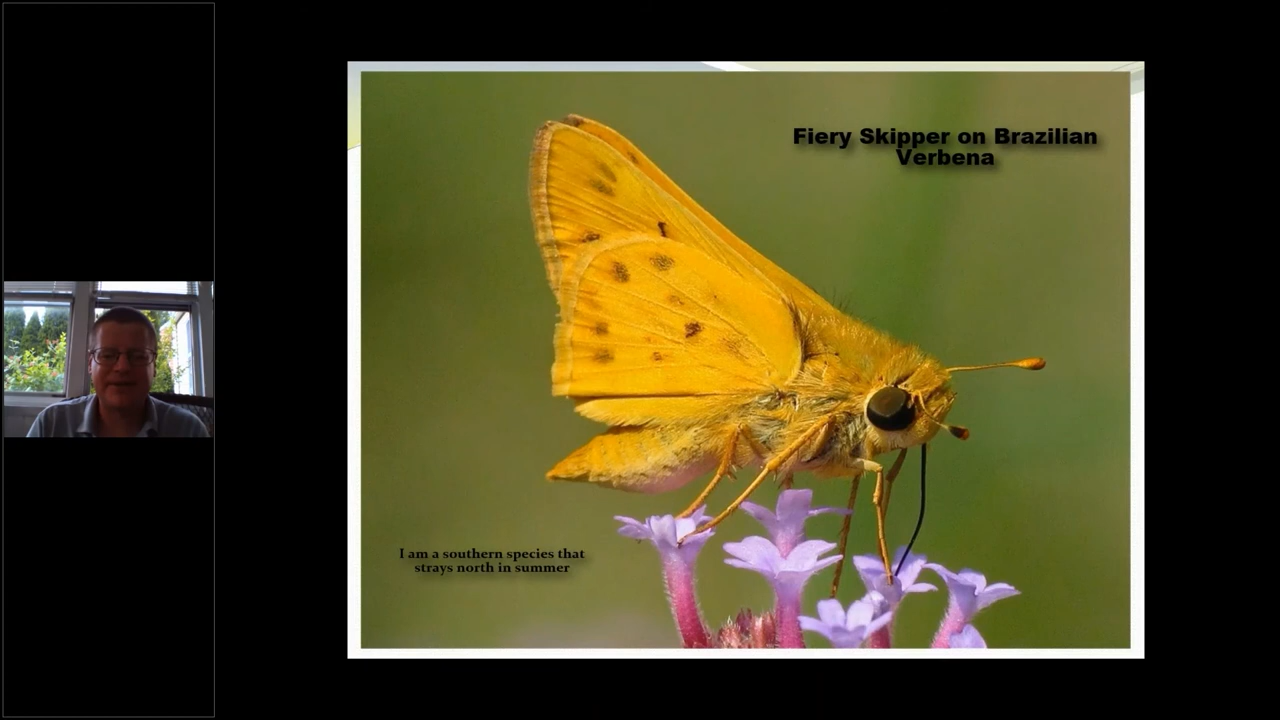 Fiery Skipper on Brazilian
Verbena
I am a southern species that
strays north in summer